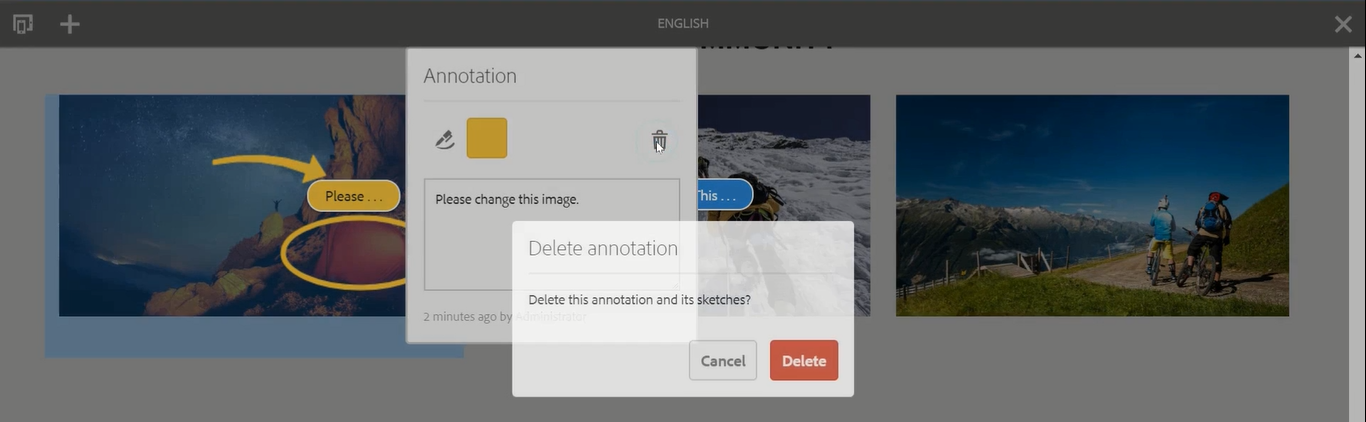 ENGLISH
Annotation
Please . . .
This . . .
Please change this image.
Delete annotation
Delete this annotation and its sketches?
2 minutes ago by Administrator
Cancel
Delete